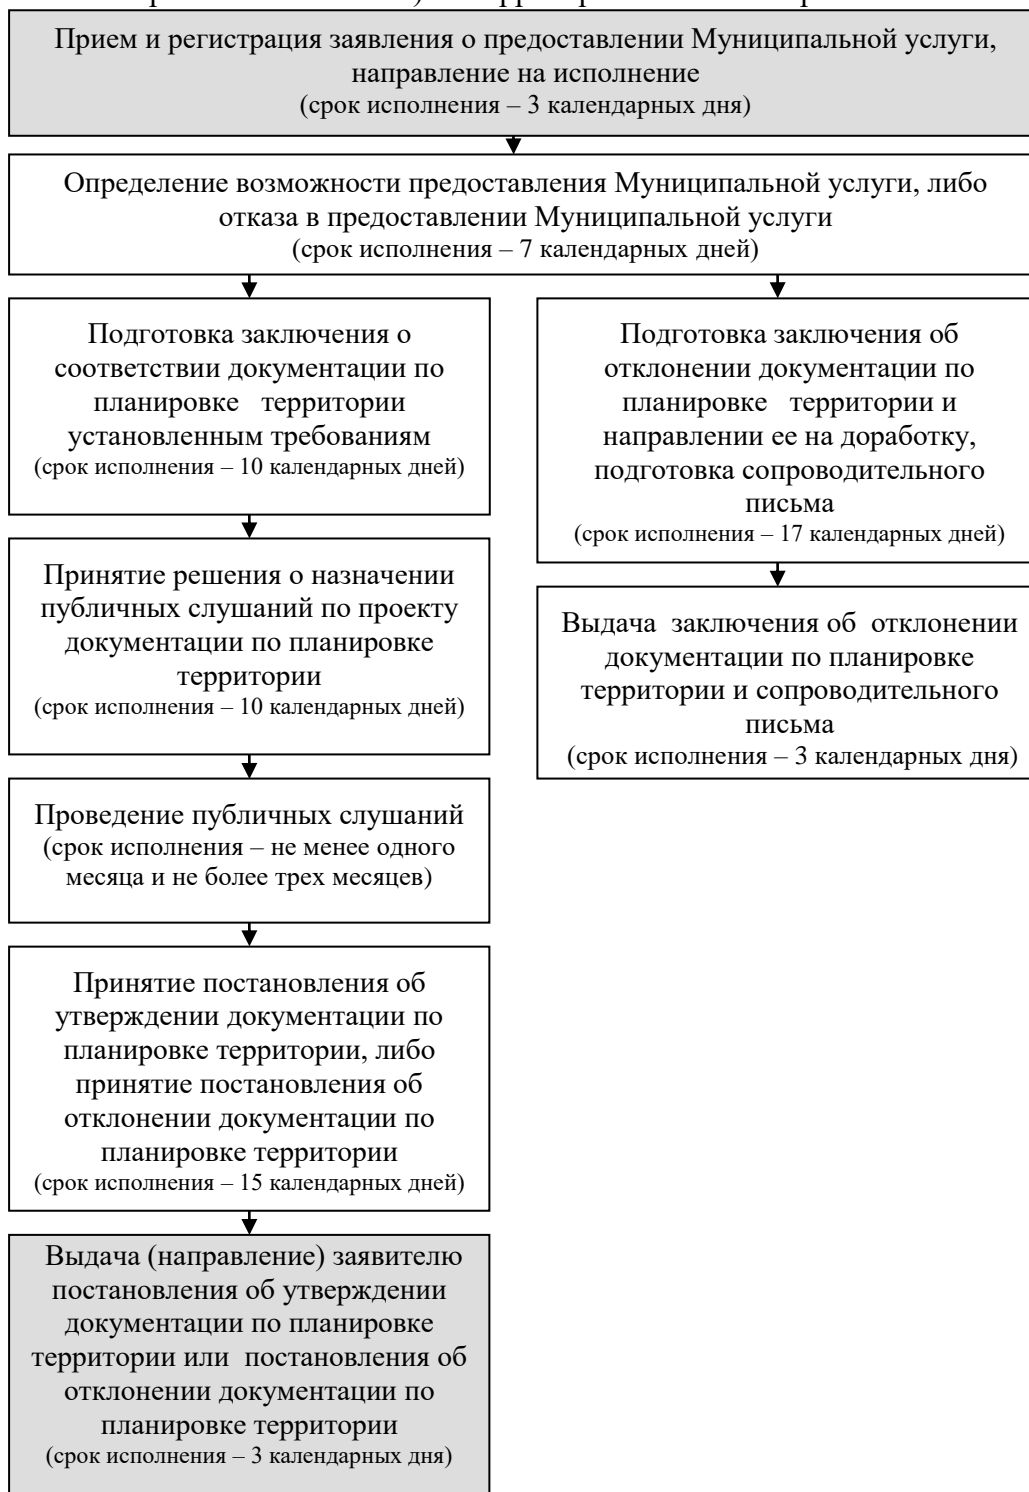 Прием и регистрация заявления о предоставлении Муниципальной услуги,
направление на исполнение
(срок исполнения – 3 календарных дня)
Определение возможности предоставления Муниципальной услуги, либо
отказа в предоставлении Муниципальной услуги
(срок исполнения – 7 календарных дней)
Подготовка заключения о
соответствии документации по
планировке территории
установленным требованиям
(срок исполнения – 10 календарных дней)
Подготовка заключения об
отклонении документации по
планировке территории и
направлении ее на доработку,
подготовка сопроводительного
письма
(срок исполнения – 17 календарных дней)
Принятие решения о назначении
публичных слушаний по проекту
документации по планировке
территории
(срок исполнения – 10 календарных дней)
Выдача заключения об отклонении
документации по планировке
территории и сопроводительного
письма
(срок исполнения – 3 календарных дня)
Проведение публичных слушаний
(срок исполнения – не менее одного
месяца и не более трех месяцев)
Принятие постановления об
утверждении документации по
планировке территории, либо
принятие постановления об
отклонении документации по
планировке территории
(срок исполнения – 15 календарных дней)
Выдача (направление) заявителю
постановления об утверждении
документации по планировке
территории или постановления об
отклонении документации по
планировке территории
(срок исполнения – 3 календарных дня)